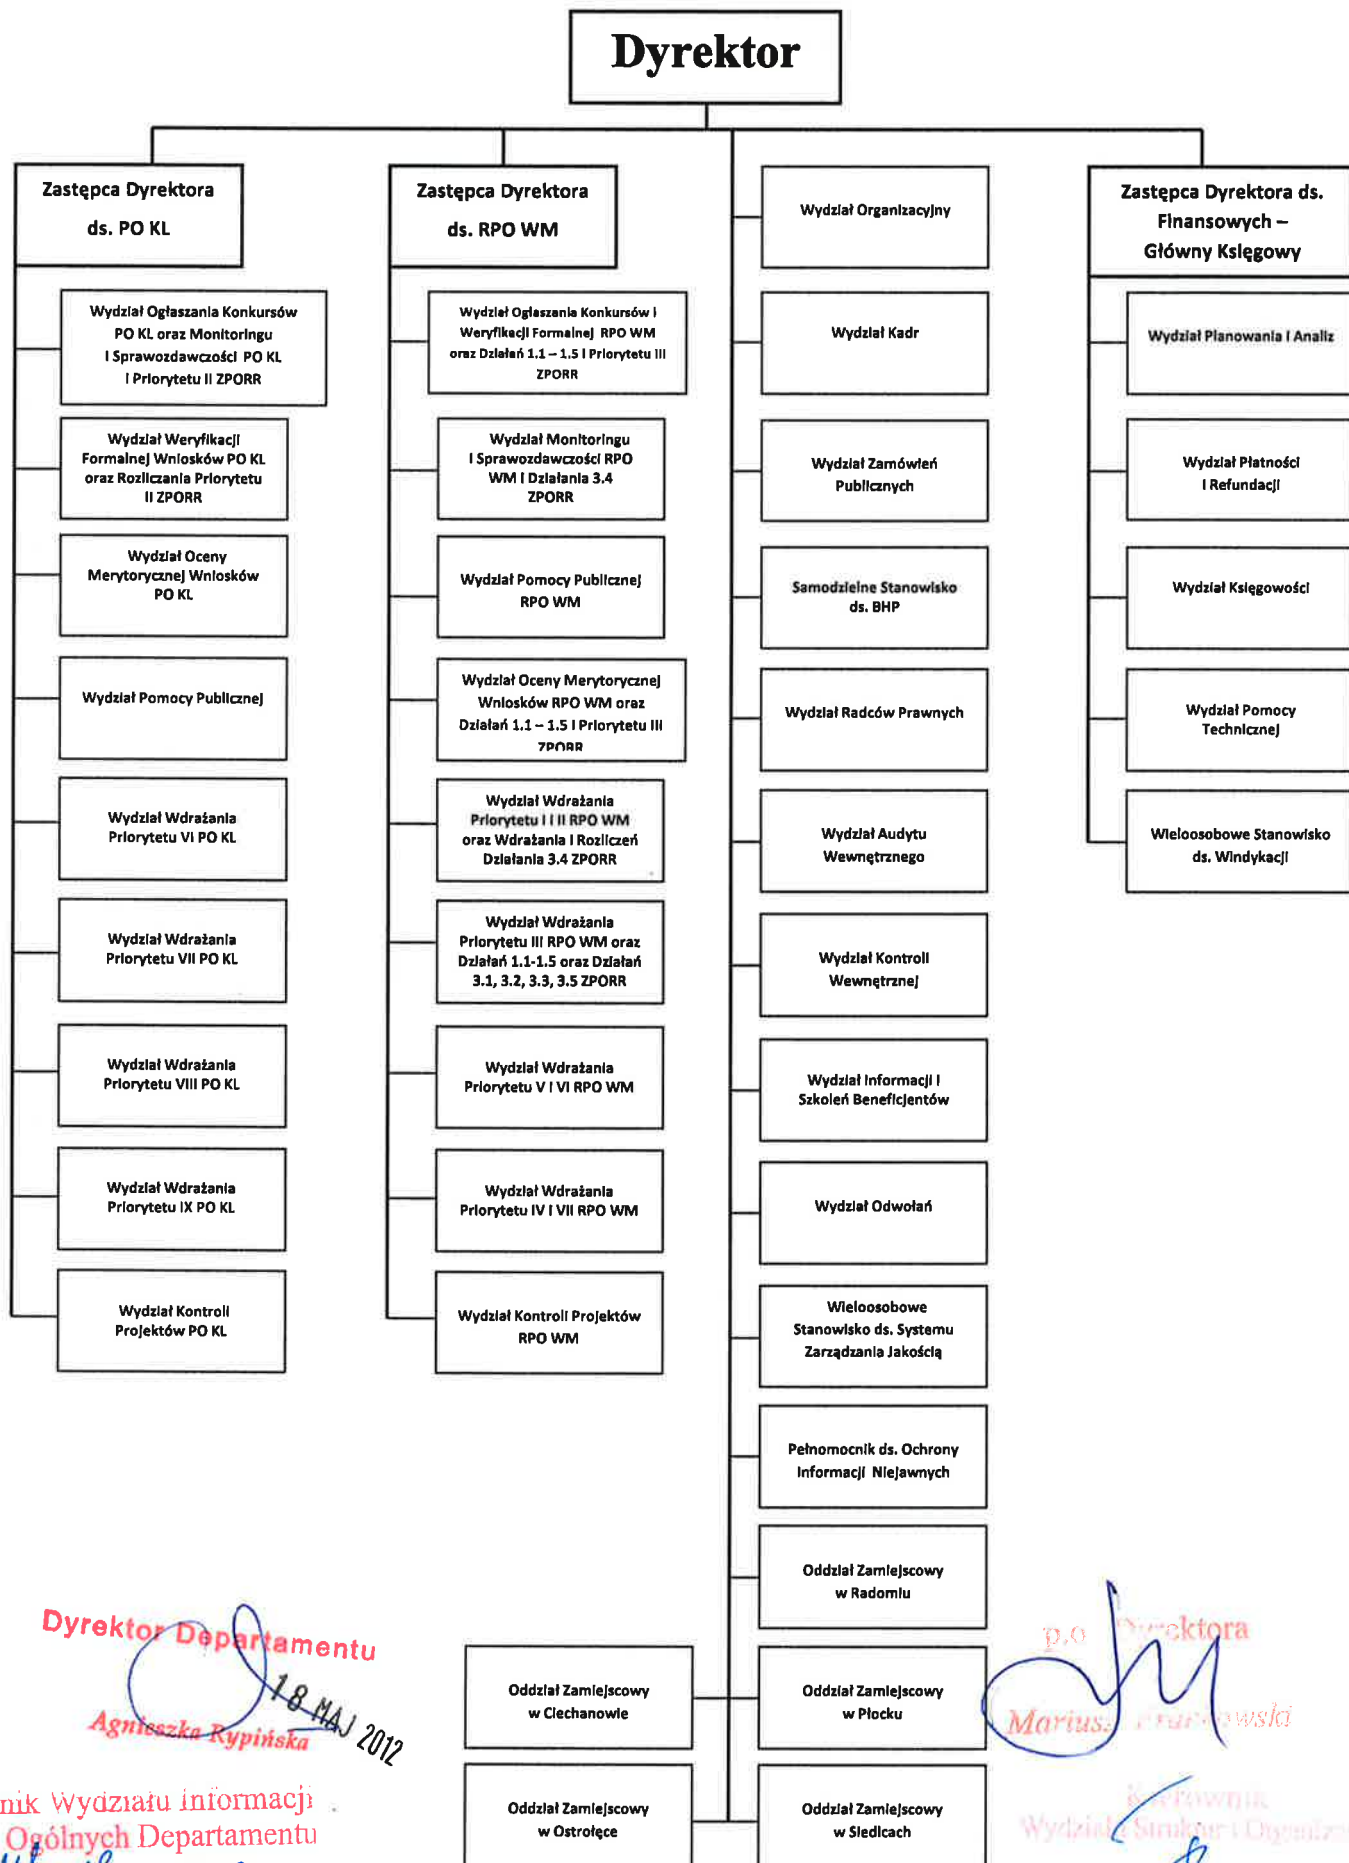 Dyrektor
Zastępca Dyrektora
ds. PO KL
Wydział Ogłaszania Konkursów
PO KL oraz Monitoringu
i Sprawozdawczości PO KL
i Priorytetu II ZPORR
Wydział Weryfikacji
Formalnej Wniosków PO KL
oraz Rozliczania Priorytetu
II ZPORR
Wydział Oceny
Merytorycznej Wniosków
PO KL
Wydział Pomocy Publicznej
Wydział Wdrażania
Priorytetu VI PO KL
Wydział Wdrażania
Priorytetu VII PO KL
Wydział Wdrażania
Priorytetu VIII PO KL
Wydział Wdrażania
Priorytetu IX PO KL
Wydział Kontroli
Projektów PO KL
Zastępca Dyrektora
ds. RPO WM
Wydział Ogłaszania Konkursów i
Weryfikacji Formalnej RPO WM
oraz Działań 1.1 – 1.5 i Priorytetu III
ZPORR
Wydział Monitoringu
i Sprawozdawczości RPO
WM i Działania 3.4
ZPORR
Wydział Pomocy Publicznej
RPO WM
Wydział Oceny Merytorycznej
Wniosków RPO WM oraz
Działań 1.1 – 1.5 i Priorytetu III
ZPORR
Wydział Wdrażania
Priorytetu I i II RPO WM
oraz Wdrażania i Rozliczeń
Działania 3.4 ZPORR
Wydział Wdrażania
Priorytetu III RPO WM oraz
Działań 1.1-1.5 oraz Działań
3.1, 3.2, 3.3, 3.5 ZPORR
Wydział Wdrażania
Priorytetu V i VI RPO WM
Wydział Wdrażania
Priorytetu IV i VII RPO WM
Wydział Kontroli Projektów
RPO WM
Wydział Organizacyjny
Wydział Kadr
Wydział Zamówień
Publicznych
Samodzielne Stanowisko
ds. BHP
Wydział Radców Prawnych
Wydział Audytu
Wewnętrznego
Wydział Kontroli
Wewnętrznej
Wydział Informacji i
Szkoleń Beneficjentów
Wydział Odwołań
Wieloosobowe
Stanowisko ds. Systemu
Zarządzania Jakością
Pełnomocnik ds. Ochrony
Informacji Niejawnych
Oddział Zamiejscowy
w Radomiu
Oddział Zamiejscowy
w Ciechanowie
Oddział Zamiejscowy
w Płocku
Oddział Zamiejscowy
w Ostrołęce
Oddział Zamiejscowy
w Siedlcach
Zastępca Dyrektora ds.
Finansowych –
Główny Księgowy
Wydział Planowania i Analiz
Wydział Płatności
i Refundacji
Wydział Księgowości
Wydział Pomocy
Technicznej
Wieloosobowe Stanowisko
ds. Windykacji
Dyrektor Departamentu
18 MAJ 2012
Agnieszka Rypińska
nik Wydziału Informacji
Ogólnych Departamentu
p.o. Dyrektora
Mariusz
Kierownik
Wydziału Struktur i